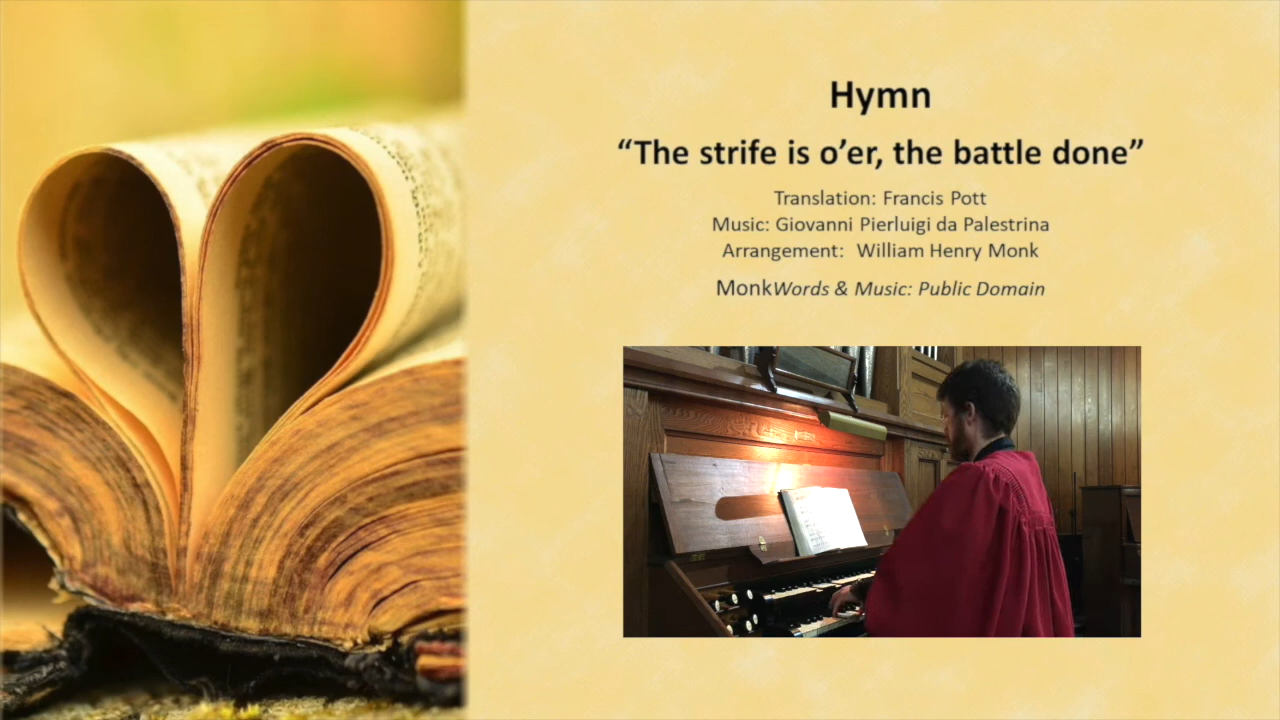 Hymn
“The strife is o’er, the battle done”
Translation: Francis Pott
Music: Giovanni Pierluigi da Palestrina
Arrangement:  William Henry Monk
MonkWords & Music: Public Domain